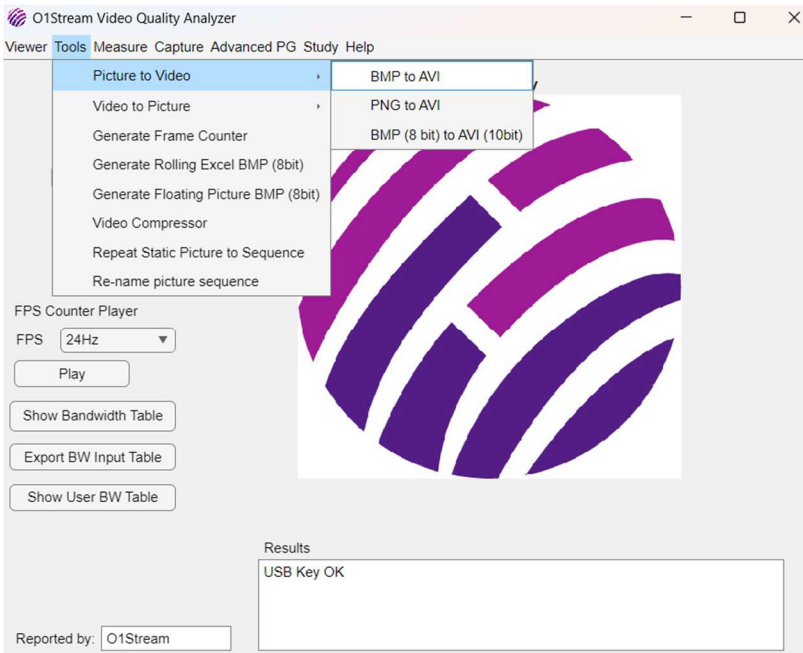 O1Stream Video Quality Analyzer
Viewer Tools Measure Capture Advanced PG Study Help
Picture to Video
BMP to AVI
Video to Picture
PNG to AVI
Generate Frame Counter
BMP (8 bit) to AVI (10bit)
Generate Rolling Excel BMP (8bit)
Generate Floating Picture BMP (8bit)
Video Compressor
Repeat Static Picture to Sequence
Re-name picture sequence
FPS Counter Player
FPS 24Hz
Play
Show Bandwidth Table
Export BW Input Table
Show User BW Table
Results
USB Key OK
Reported by: O1Stream